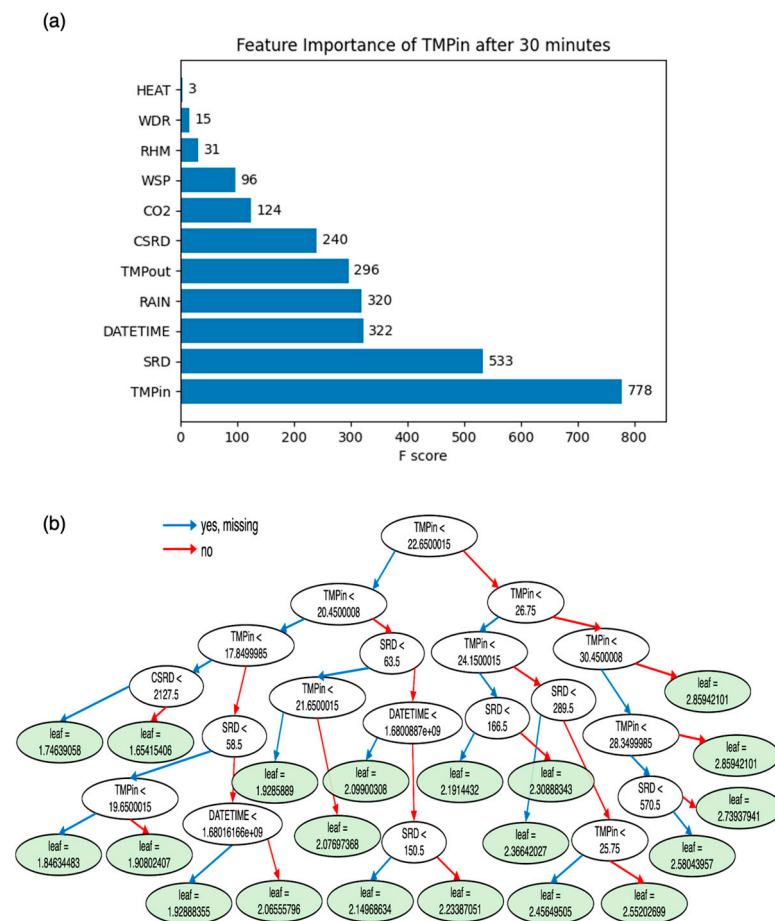 (a)
Feature Importance of TMPin after 30 minutes
HEAT 3
WDR 15
RHM 31
WSP 96
CO2 124
CSRD 240
TMPout 296
RAIN 320
DATETIME 322
SRD 533
TMPin 778
0 100 200 300 400 500 600 700 800
F score
(b)
yes, missing
no
TMPin <
22.6500015
TMPin <
20.4500008
TMPin <
26.75
TMPin <
17.8499985
SRD <
63.5
TMPin <
24.1500015
TMPin <
30.4500008
CSRD <
2127.5
TMPin <
21.6500015
SRD <
289.5
leaf =
2.85942101
SRD <
58.5
DATETIME <
1.6800887e+09
SRD <
166.5
TMPin <
28.3499985
leaf =
1.74639058
leaf =
1.65415406
leaf =
2.85942101
TMPin <
19.6500015
leaf =
1.9285889
leaf =
2.09900308
leaf =
2.1914432
leaf =
2.30888343
SRD <
570.5
leaf =
2.73937941
DATETIME <
1.68016166e+09
leaf =
2.07697368
SRD <
150.5
leaf =
2.36642027
TMPin <
25.75
leaf =
2.58043957
leaf =
1.84634483
leaf =
1.90802407
leaf =
1.92888355
leaf =
2.06555796
leaf =
2.14968634
leaf =
2.23387051
leaf =
2.45649505
leaf =
2.55202699